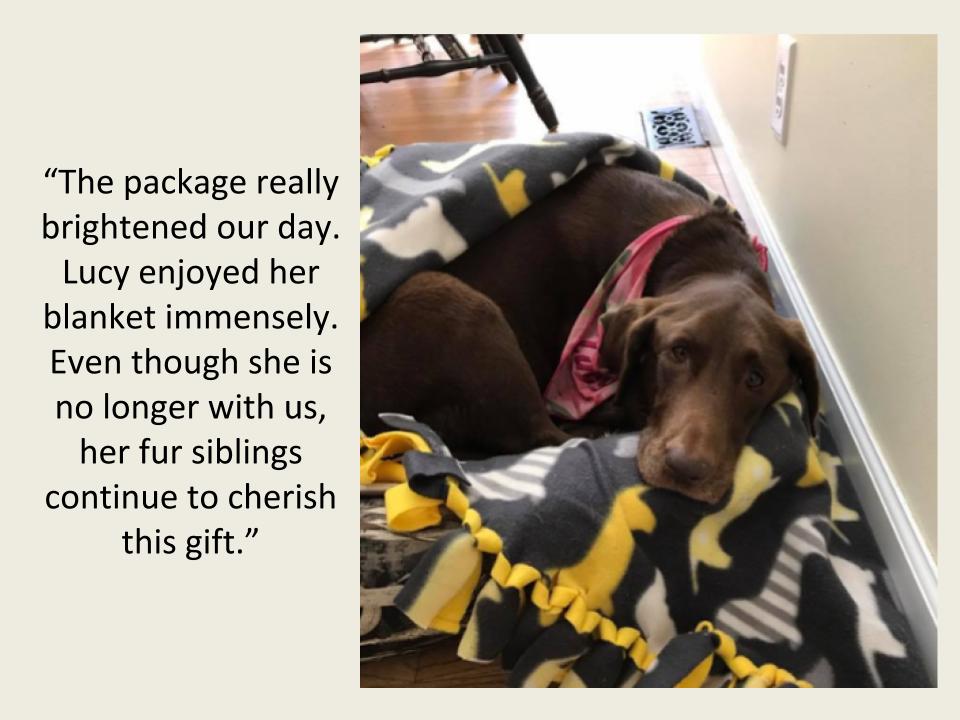 “The package really
brightened our day.
Lucy enjoyed her
blanket immensely.
Even though she is
no longer with us,
her fur siblings
continue to cherish
this gift.”